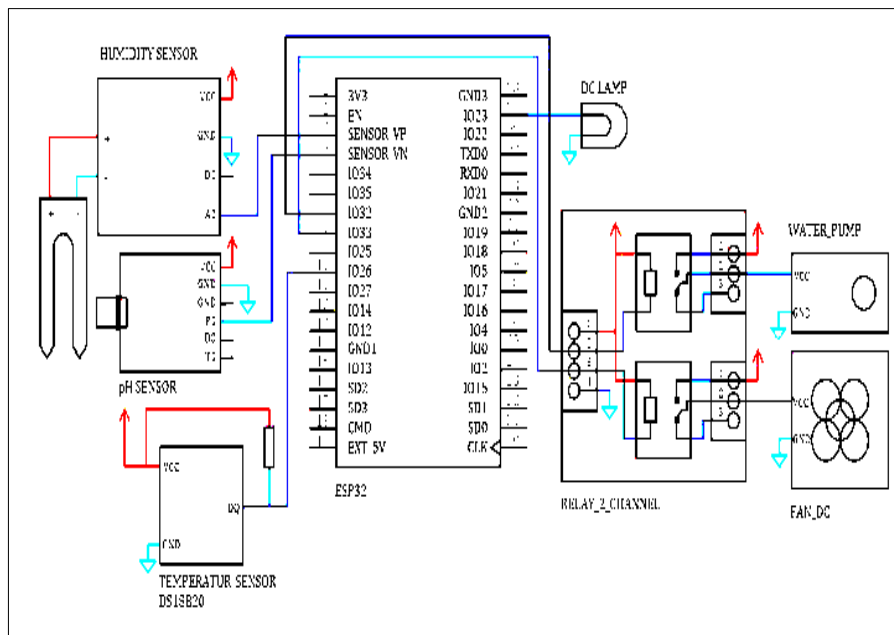 HUMIDITY SENSOR
VCC
GND
DO
AO
+
-
+ -
pH SENSOR
VCC
GND
GND
PO
DO
TO
TEMPERATUR SENSOR
DS18B20
VCC
DQ
GND
ESP32
3V3
EN
SENSOR VP
SENSOR VN
IO34
IO35
IO32
IO33
IO25
IO26
IO27
IO14
IO12
GND1
IO13
SD2
SD3
CMD
EXT 5V
GND3
IO23
IO22
TXD0
RXD0
IO21
GND2
IO19
IO18
IO5
IO17
IO16
IO4
IO0
IO2
IO15
SD1
SD0
CLK
DC LAMP
RELAY_2_CHANNEL
WATER_PUMP
VCC
GND
VCC
GND
FAN_DC